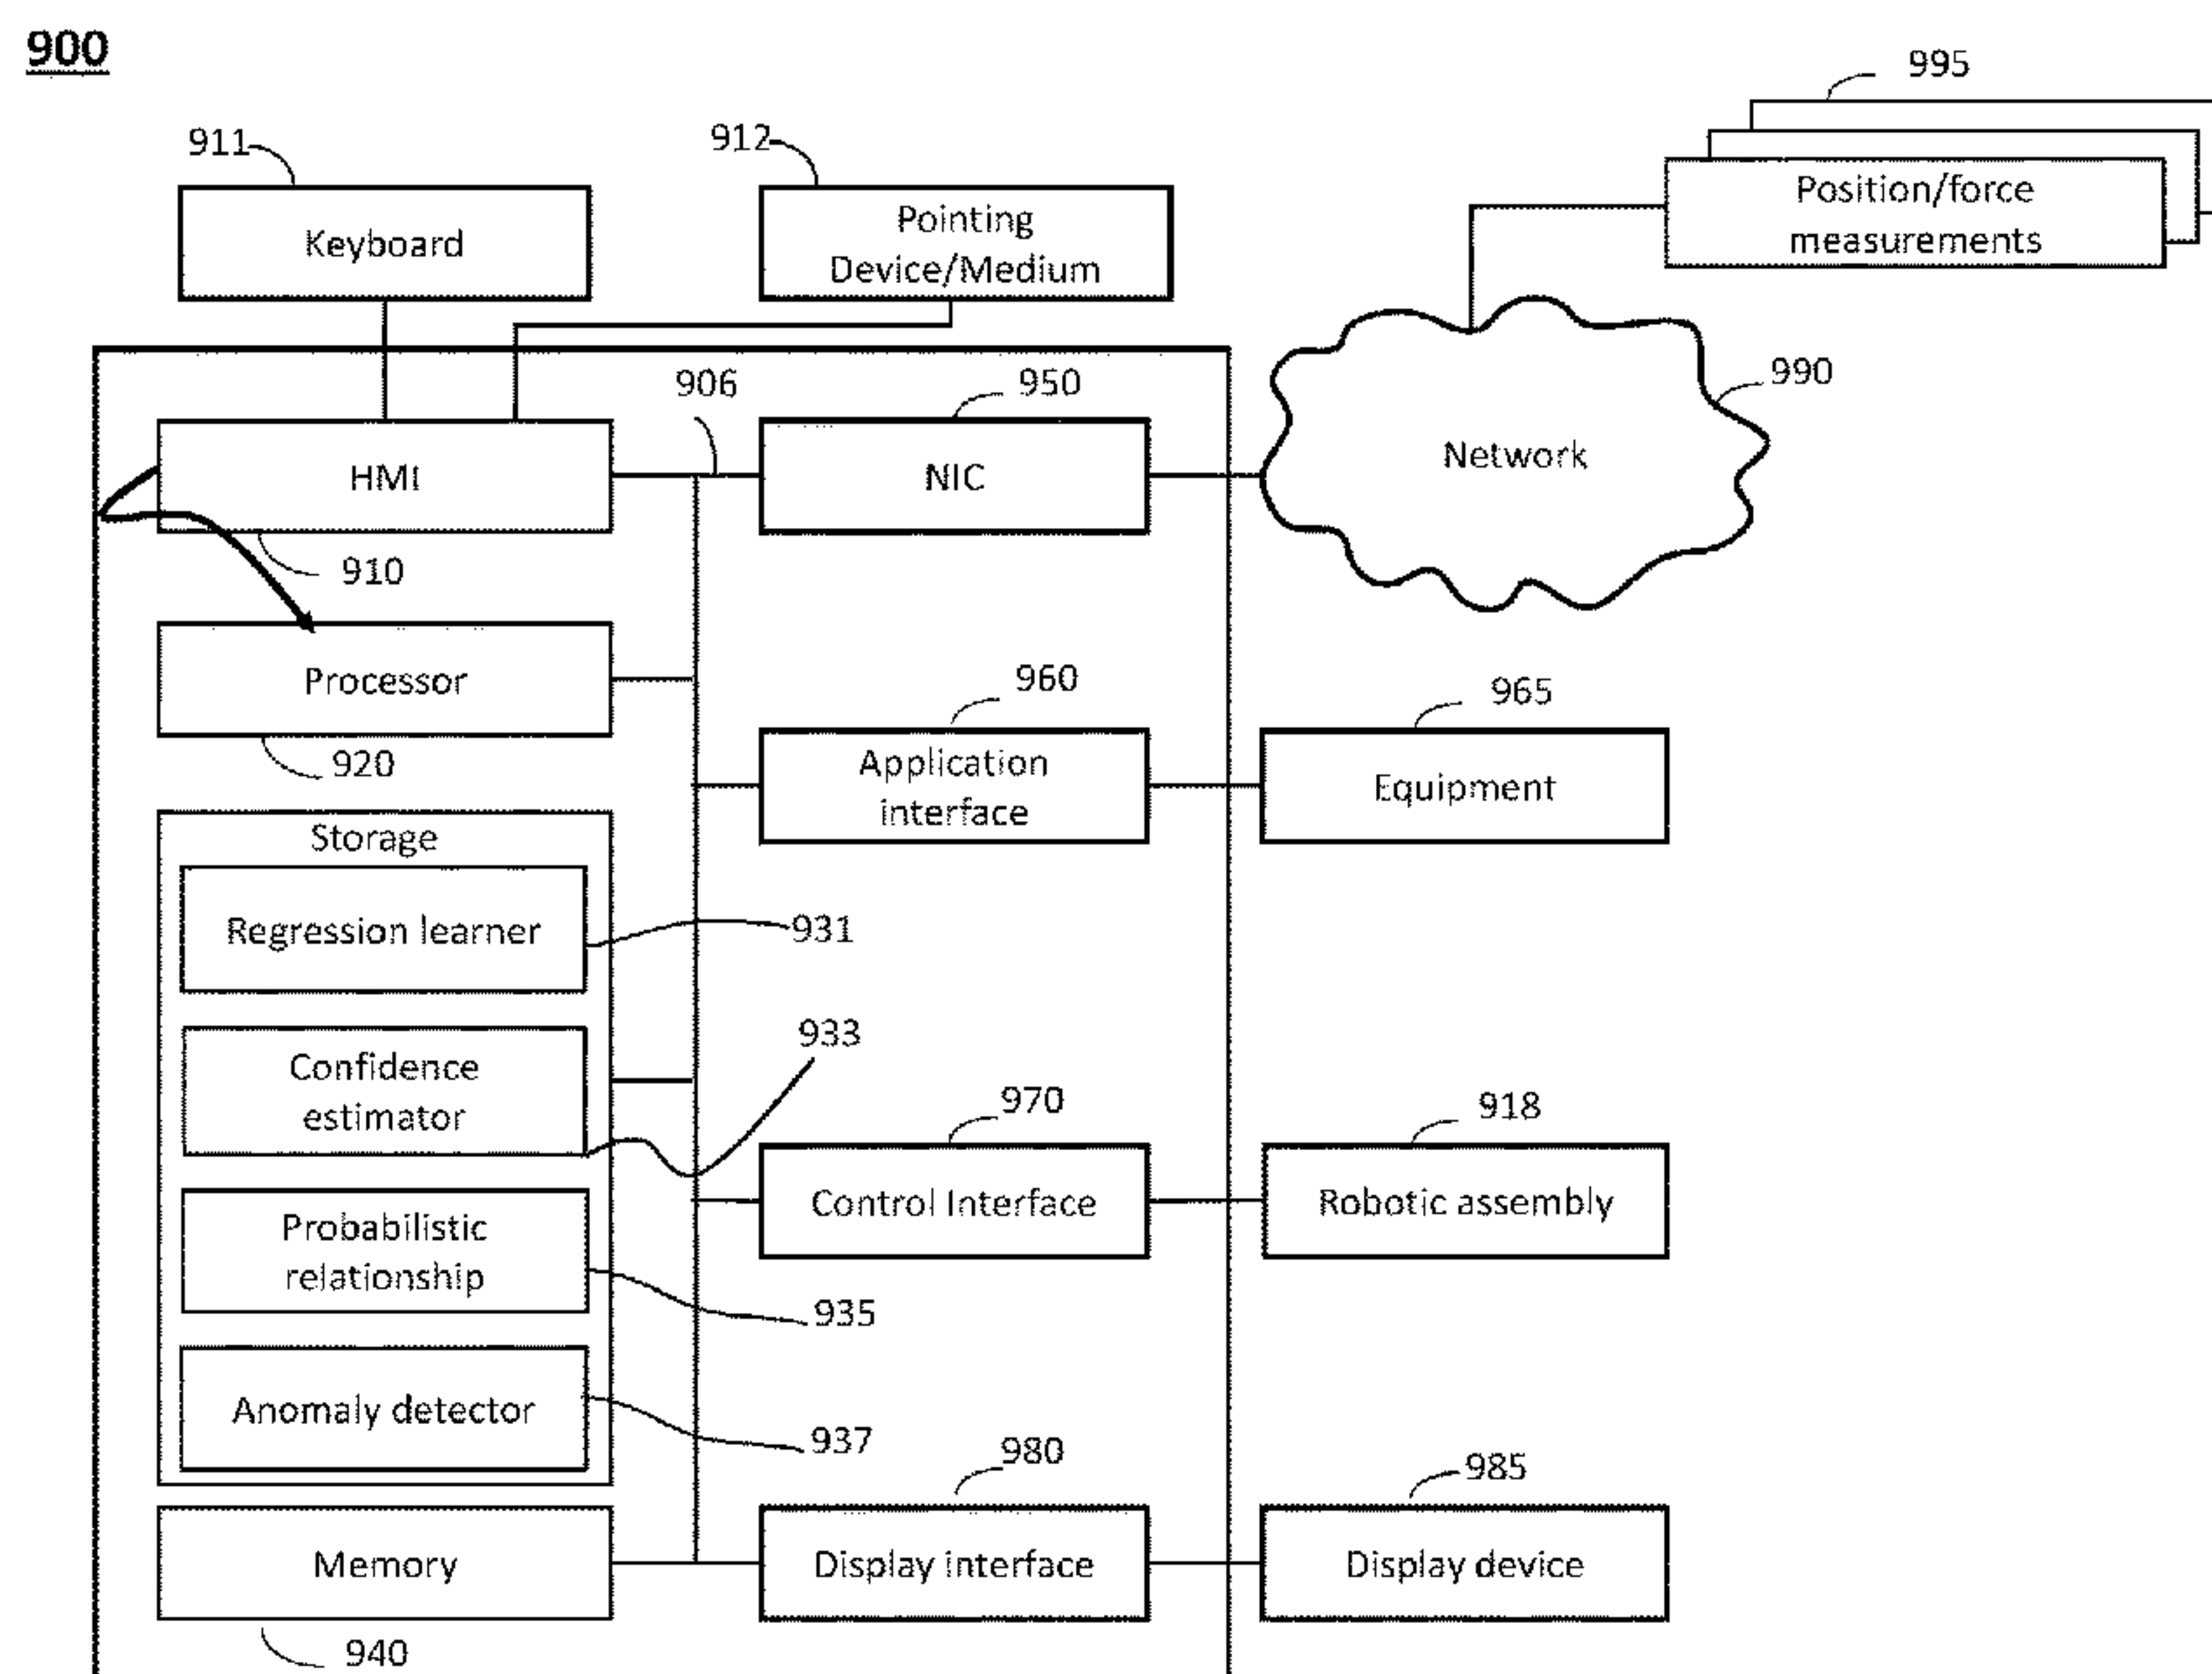 900
995
911
912
Position/force
measurements
Keyboard
Pointing
Device/Medium
906
950
990
HMI
NIC
Network
910
Processor
920
960
965
Application
interface
Equipment
Storage
Regression learner
931
933
Confidence
estimator
970
918
Control Interface
Robotic assembly
Probabilistic
relationship
935
Anomaly detector
937
980
985
Memory
Display interface
Display device
940